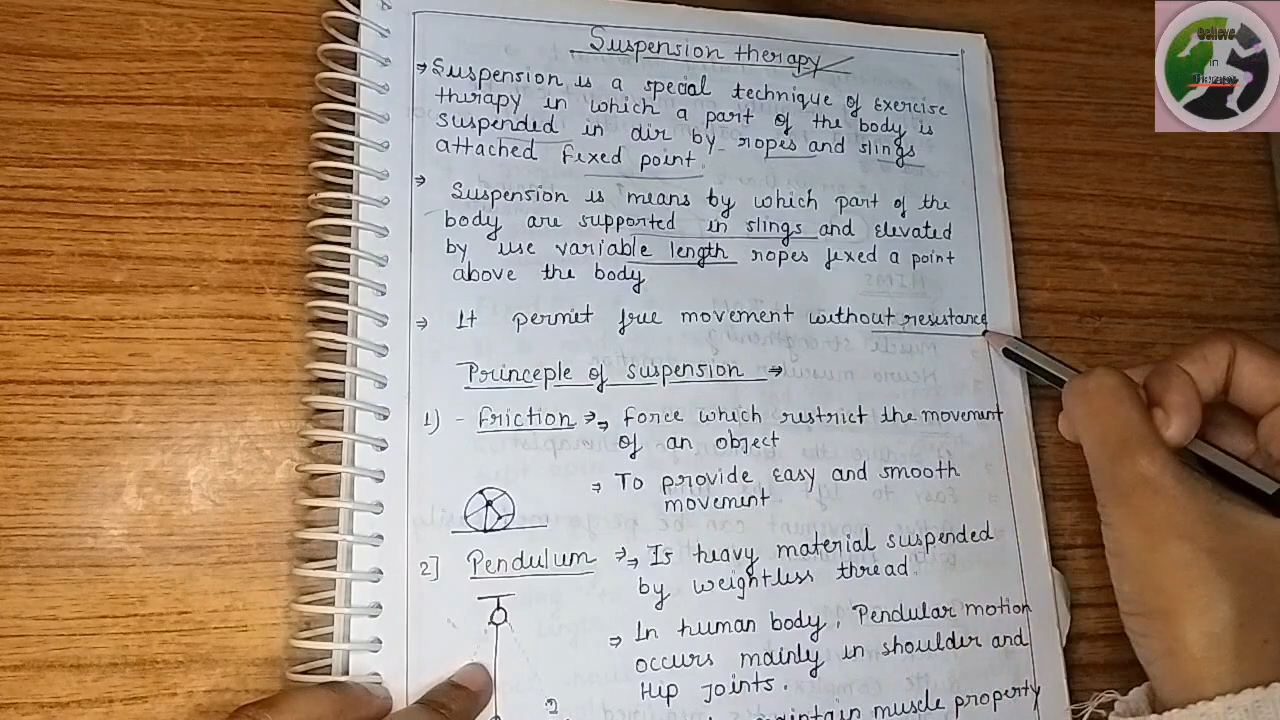 Suspension therapy
⇒ Suspension is a special technique of exercise
therapy in which a part of the body is
suspended in air by ropes and slings
attached fixed point.
⇒ Suspension is means by which part of the
body are supported in slings and elevated
by use variable length ropes fixed a point
above the body
⇒ It permit free movement without resistance
Princeple of suspension ⇒
1) - Friction ⇒⇒ Force which restrict the movement
of an object
⇒ To provide easy and smooth
movement
2] Pendulum ⇒⇒ Is heavy material suspended
by weightless thread.
⇒ In human body, Pendular motion
occurs mainly in shoulder and
Hip joints.
maintain muscle property
Believe
in
Therapy